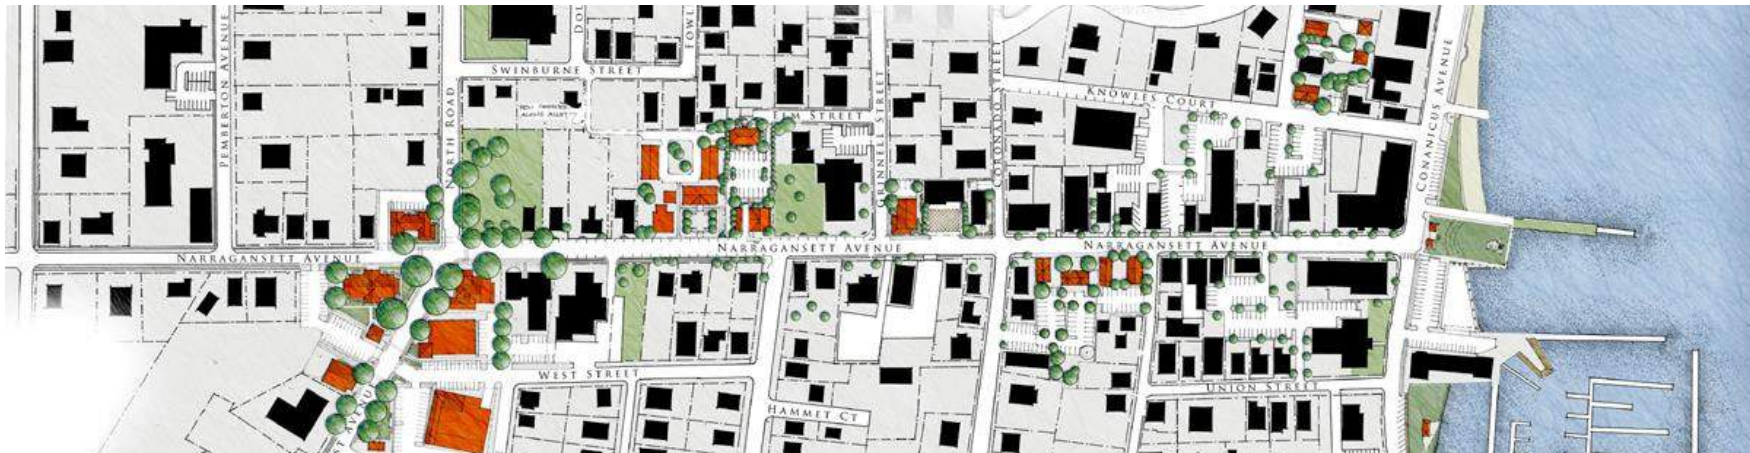 PEMBERTON AVENUE
NORTH ROAD
SWINBURNE STREET
ELM STREET
GRINNELL STREET
CORONADO STREET
KNOWLES COURT
CONANICUS AVENUE
NARRAGANSETT AVENUE
NARRAGANSETT AVENUE
NARRAGANSETT AVENUE
WEST STREET
UNION STREET
HAMMET CT